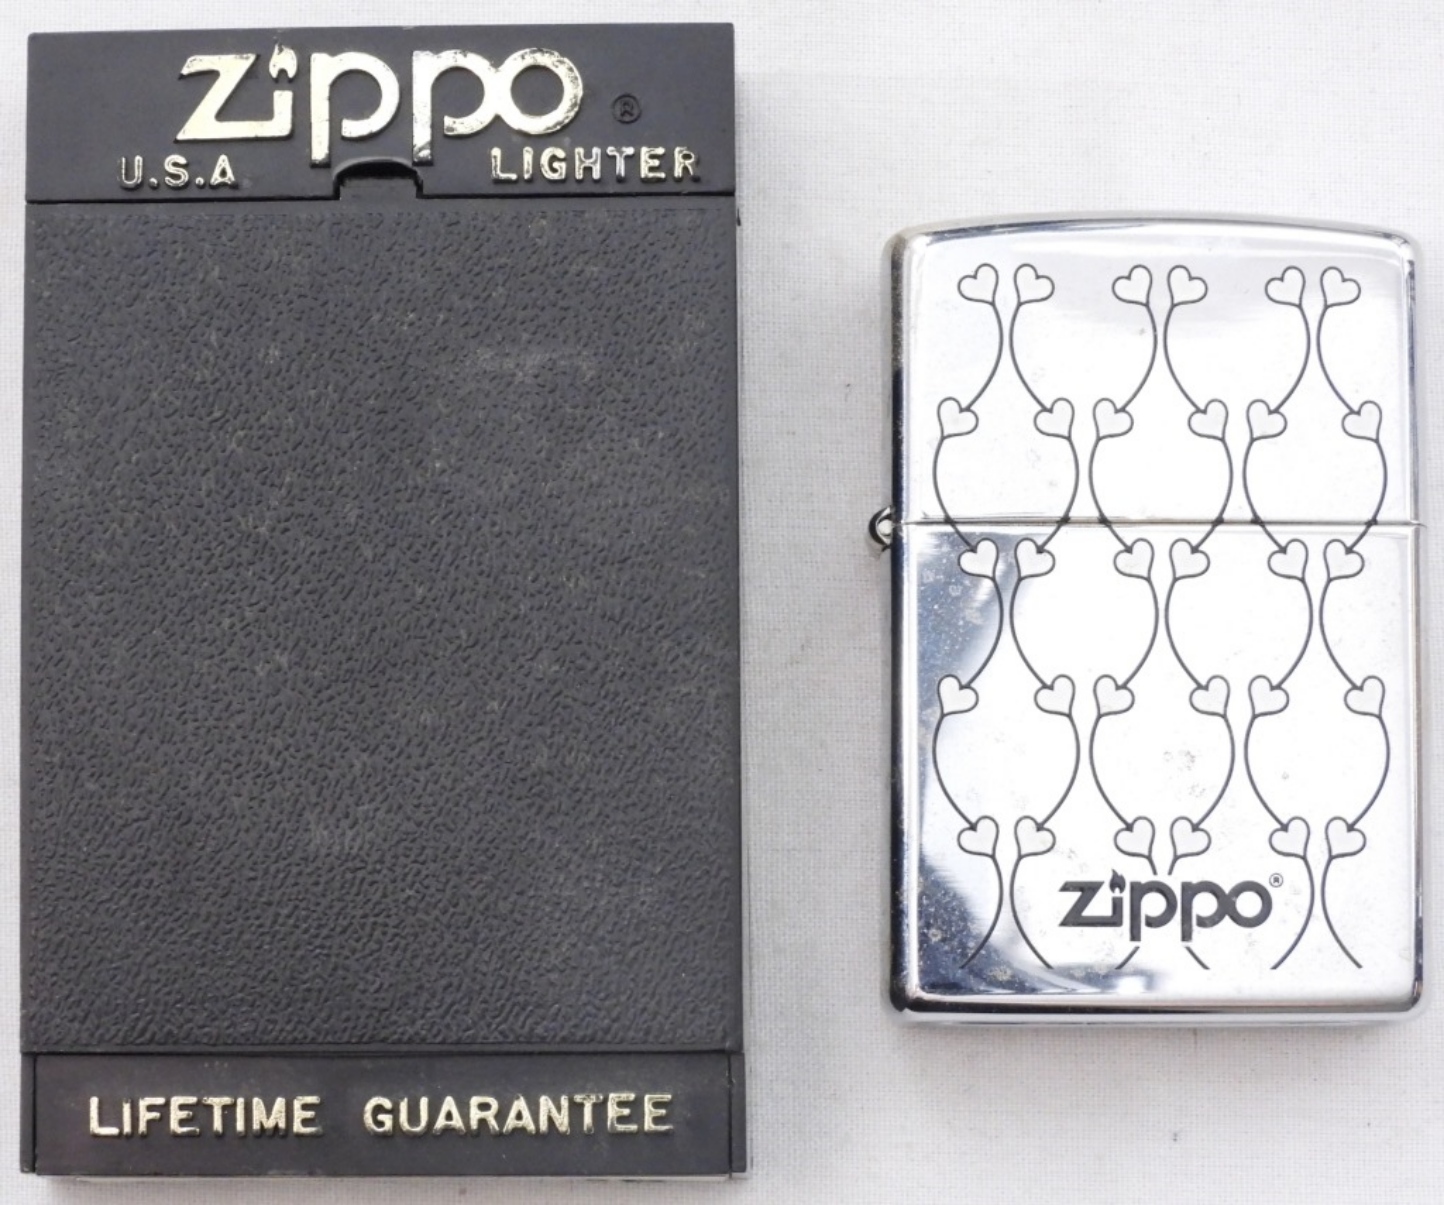 Zippo ®
U.S.A LIGHTER
LIFETIME GUARANTEE
Zippo®